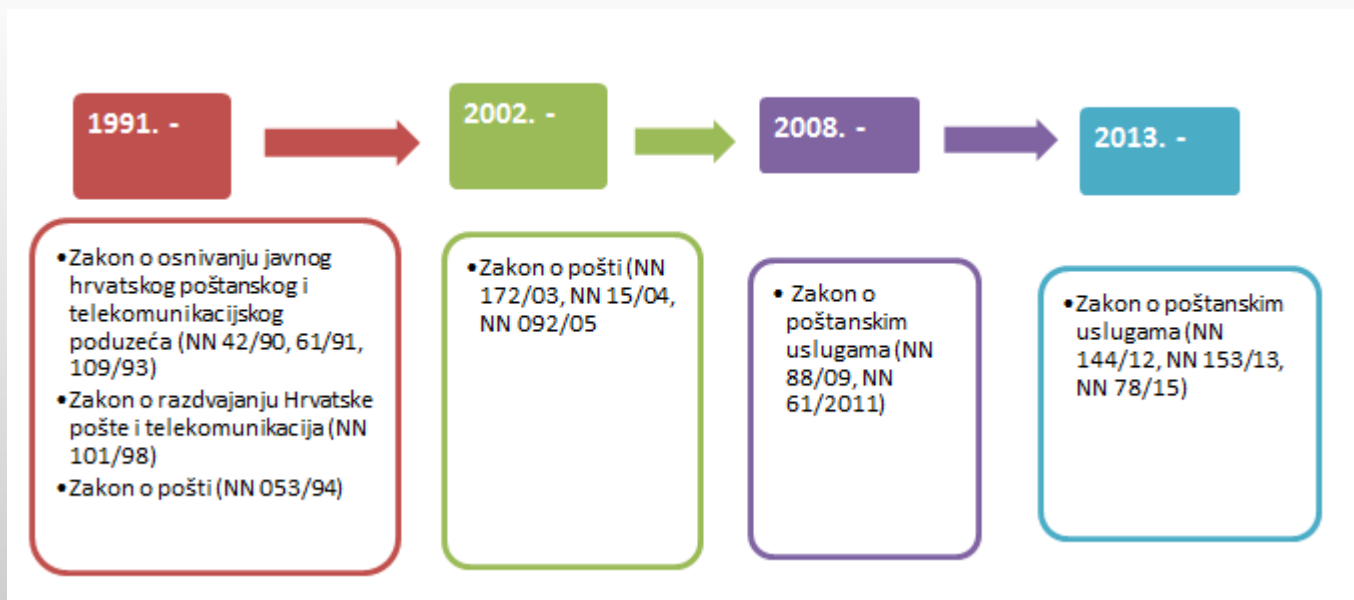 1991. -
2002. -
2008. -
2013. -
•Zakon o osnivanju javnog
hrvatskog poštanskog i
telekomunikacijskog
poduzeća (NN 42/90, 61/91,
109/93)
•Zakon o razdvajanju Hrvatske
pošte i telekomunikacija (NN
101/98)
•Zakon o pošti (NN 053/94)
•Zakon o pošti (NN
172/03, NN 15/04,
NN 092/05
• Zakon o
poštanskim
uslugama (NN
88/09, NN
61/2011)
•Zakon o poštanskim
uslugama (NN
144/12, NN 153/13,
NN 78/15)